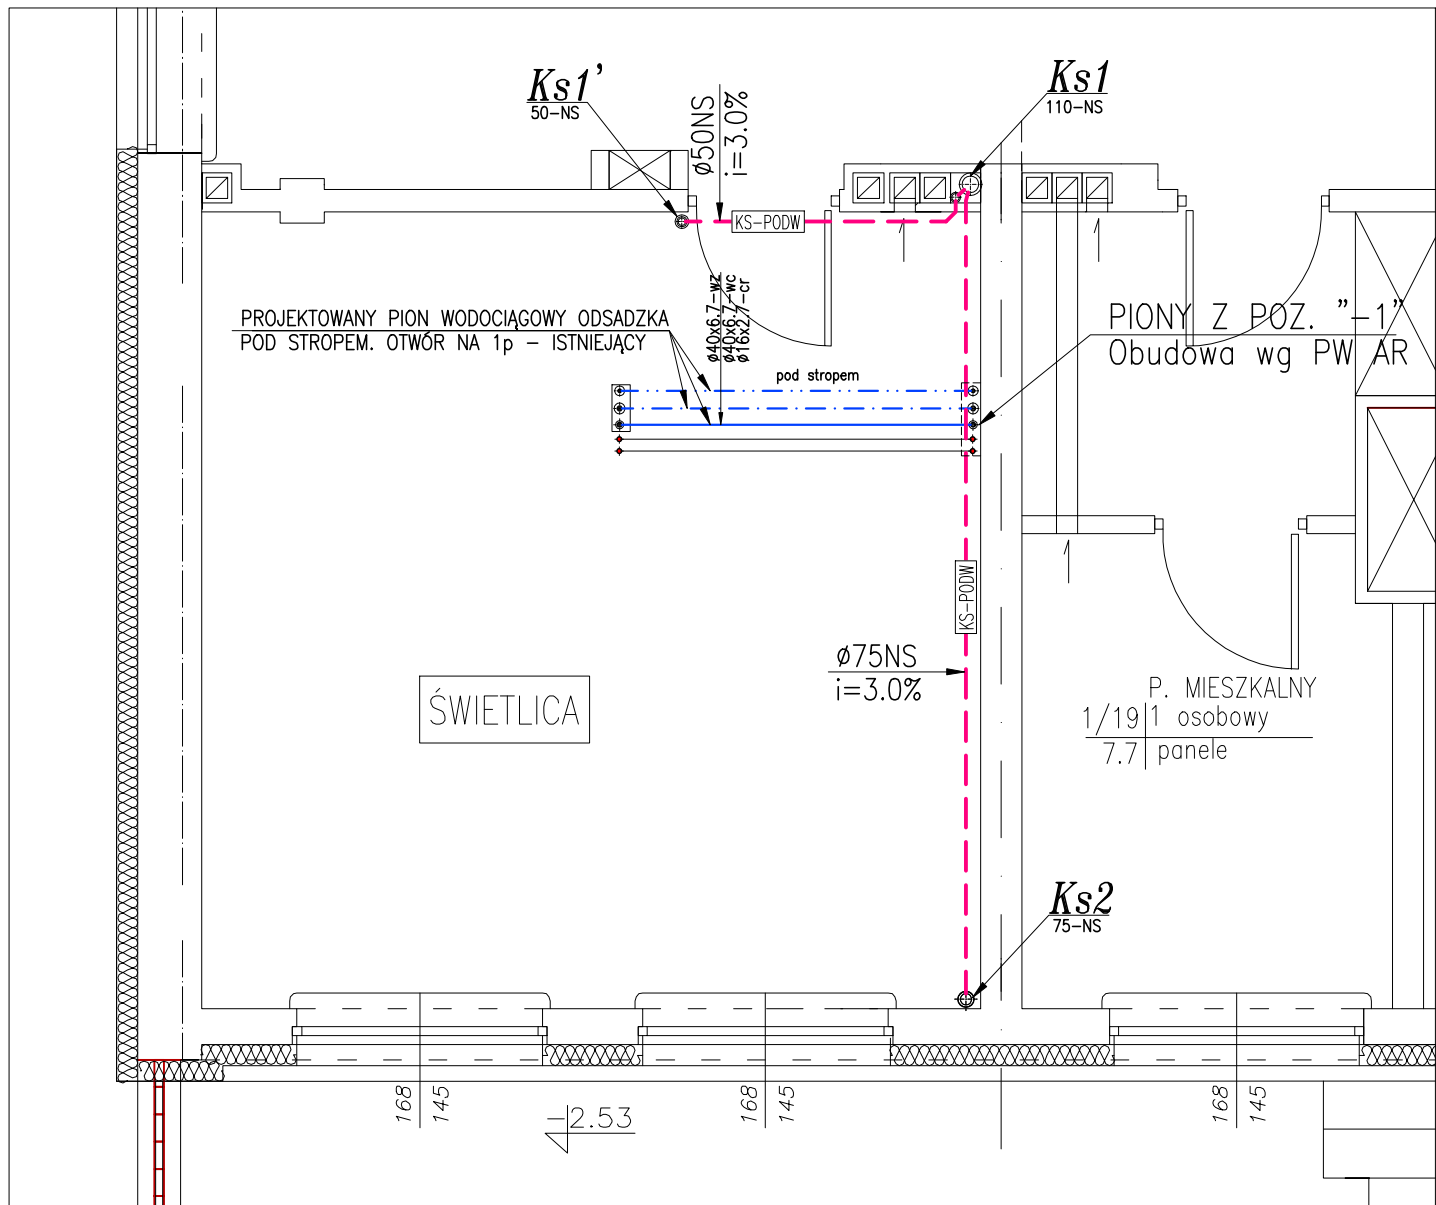 Ks1’
50-NS
ø50NS
i=3.0%
Ks1
110-NS
KS-PODW
PROJEKTOWANY PION WODOCIĄGOWY ODSADZKA
POD STROPEM. OTWÓR NA 1p – ISTNIEJĄCY
ø40x6.7-wz
ø40x6.7-wc
ø16x2.7-cr
pod stropem
PIONY Z POZ. ”–1”
Obudowa wg PW AR
KS-PODW
ø75NS
i=3.0%
ŚWIETLICA
P. MIESZKALNY
1/19 1 osobowy
7.7 panele
Ks2
75-NS
168
145
168
145
168
145
-2.53